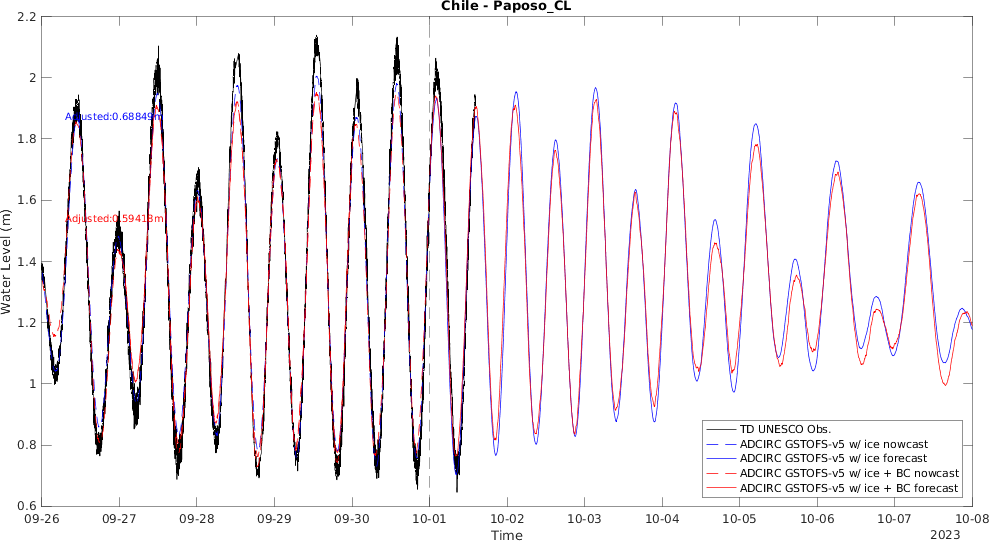 Chile - Paposo_CL
2.2
2
1.8
1.6
1.4
1.2
1
0.8
0.6
Water Level (m)
Adjusted:0.68849m
Adjusted:0.59413m
TD UNESCO Obs.
ADCIRC GSTOFS-v5 w/ ice nowcast
ADCIRC GSTOFS-v5 w/ ice forecast
ADCIRC GSTOFS-v5 w/ ice + BC nowcast
ADCIRC GSTOFS-v5 w/ ice + BC forecast
09-26 09-27 09-28 09-29 09-30 10-01 10-02 10-03 10-04 10-05 10-06 10-07 10-08
Time
2023